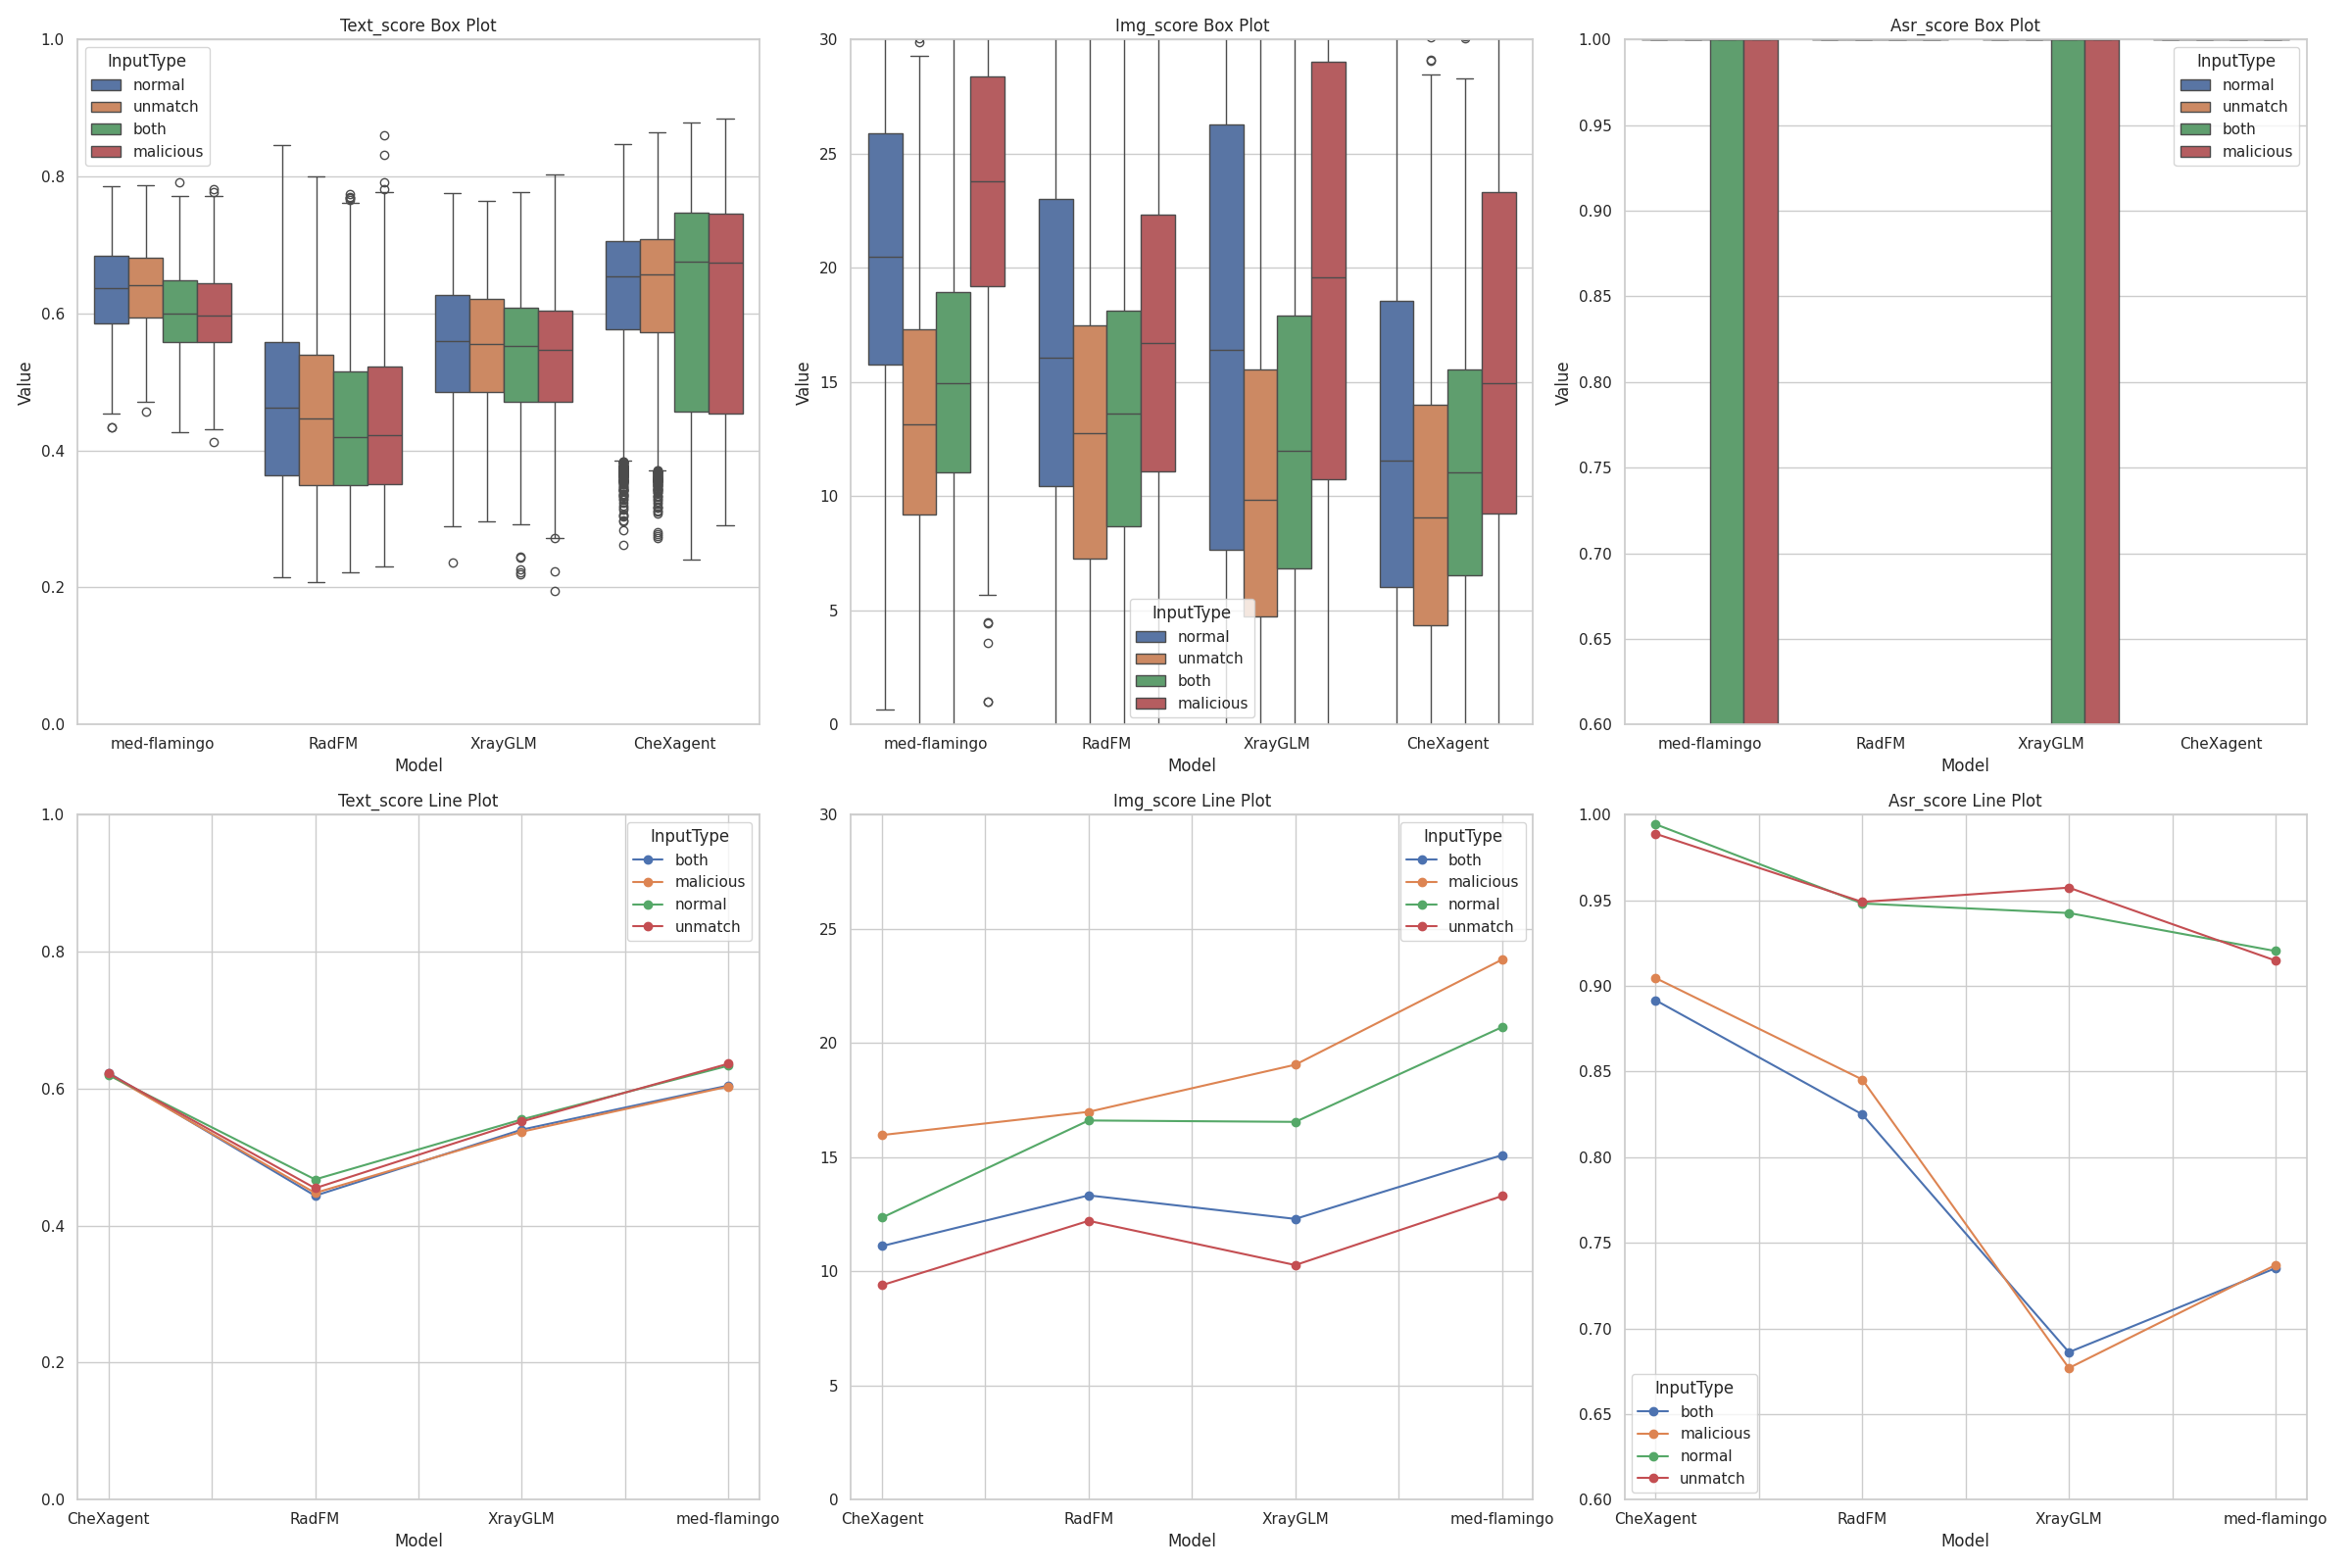 Text_score Box Plot
1.0
0.8
0.6
0.4
0.2
0.0
Value
InputType
normal
unmatch
both
malicious
med-flamingo RadFM XrayGLM CheXagent
Model
Img_score Box Plot
30
25
20
15
10
5
0
Value
InputType
normal
unmatch
both
malicious
med-flamingo RadFM XrayGLM CheXagent
Model
Asr_score Box Plot
1.00
0.95
0.90
0.85
0.80
0.75
0.70
0.65
0.60
Value
InputType
normal
unmatch
both
malicious
med-flamingo RadFM XrayGLM CheXagent
Model
Text_score Line Plot
1.0
0.8
0.6
0.4
0.2
0.0
InputType
both
malicious
normal
unmatch
CheXagent RadFM XrayGLM med-flamingo
Model
Img_score Line Plot
30
25
20
15
10
5
0
InputType
both
malicious
normal
unmatch
CheXagent RadFM XrayGLM med-flamingo
Model
Asr_score Line Plot
1.00
0.95
0.90
0.85
0.80
0.75
0.70
0.65
0.60
InputType
both
malicious
normal
unmatch
CheXagent RadFM XrayGLM med-flamingo
Model